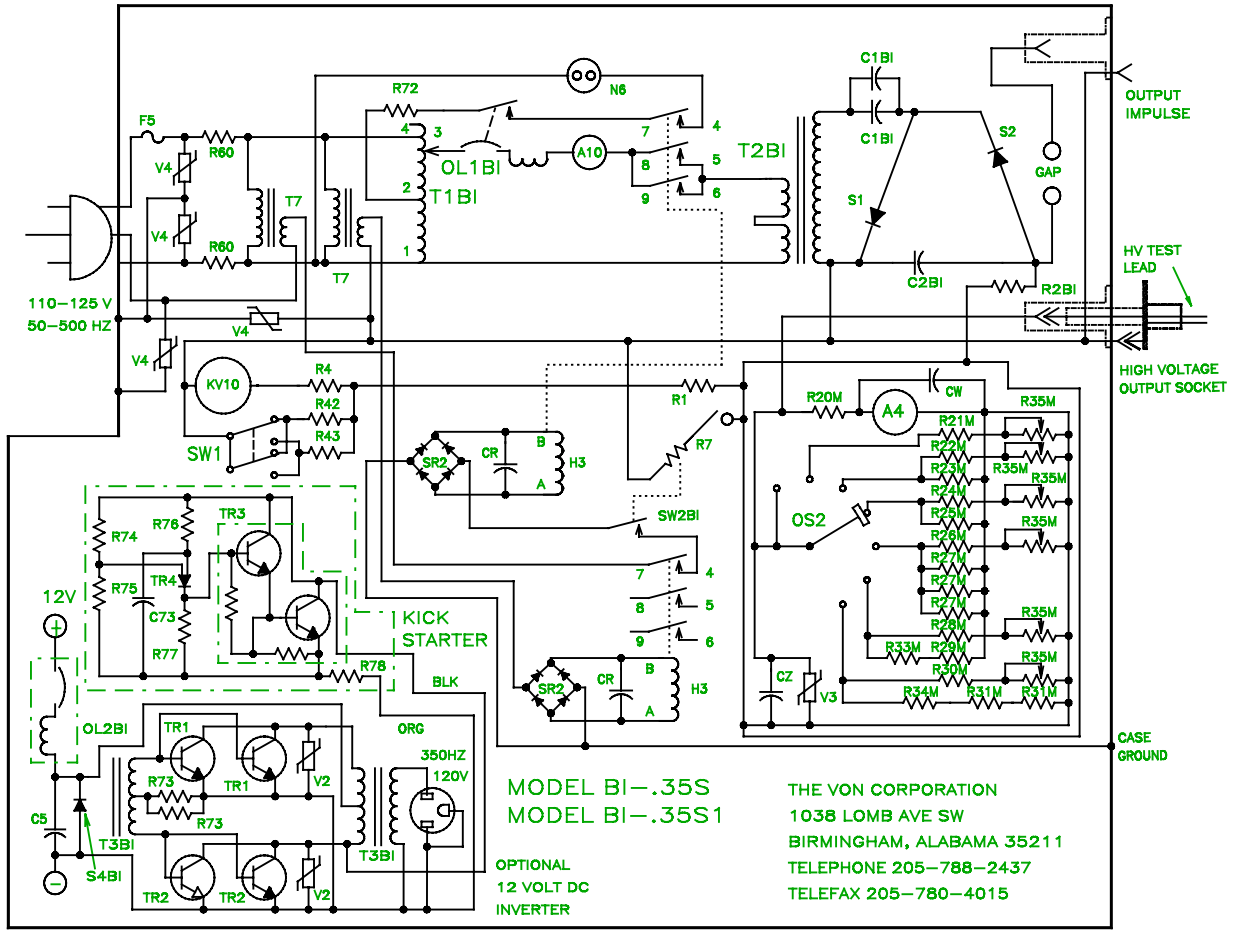 C1BI
OUTPUT
IMPULSE
R72
N6
F5
4
3
7
4
C1BI
S2
R60
V4
OL1BI
A10
8
5
T2BI
GAP
2
T1BI
9
6
T7
S1
V4
R60
1
T7
C2BI
R2BI
HV TEST
LEAD
110-125 V
50-500 HZ
V4
V4
HIGH VOLTAGE
OUTPUT SOCKET
KV10
R4
R42
R43
SW1
R1
R7
R20M
A4
CW
R35M
R21M
R22M
R35M
R23M
R35M
R24M
R25M
R35M
R26M
R27M
R27M
R27M
R28M
R35M
R33M
R29M
R30M
R35M
R34M
R31M
R31M
OS2
SR2
CR
B
A
H3
SW2BI
7
4
8
5
9
6
R74
R76
TR3
R75
TR4
C73
R77
KICK
STARTER
R78
12V
+
BLK
ORG
SR2
CR
B
A
H3
CZ
V3
CASE
GROUND
OL2BI
TR1
TR1
V2
R73
R73
350HZ
120V
C5
T3BI
T3BI
S4BI
TR2
TR2
V2
−
OPTIONAL
12 VOLT DC
INVERTER
MODEL BI-.35S
MODEL BI-.35S1
THE VON CORPORATION
1038 LOMB AVE SW
BIRMINGHAM, ALABAMA 35211
TELEPHONE 205-788-2437
TELEFAX 205-780-4015